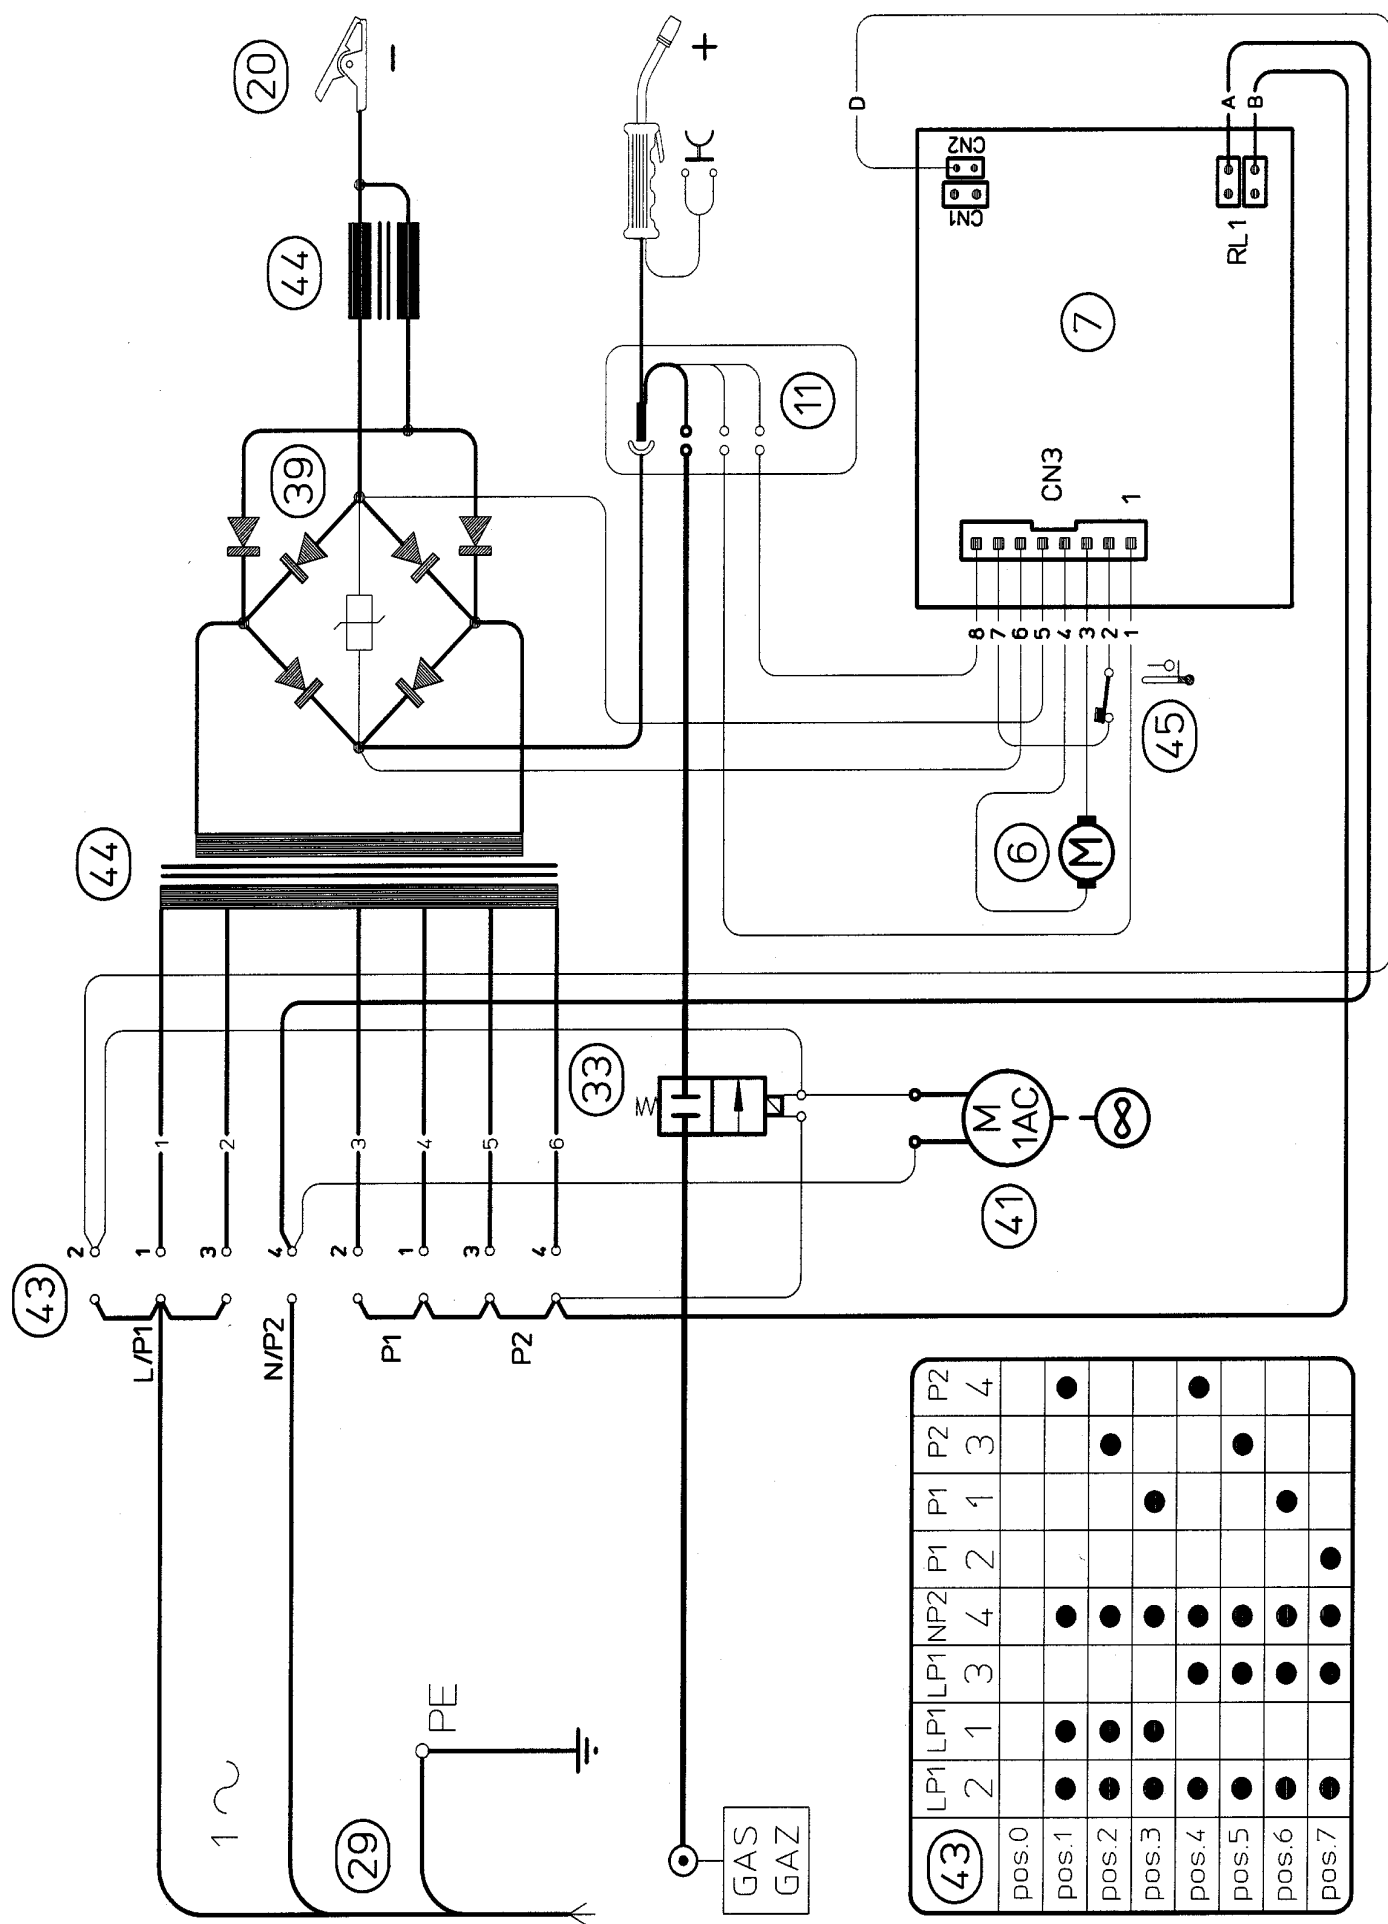 43
2
1
3
4
2
1
3
4
L/P1
N/P2
P1
P2
1
2
3
4
5
6
44
44
39
20
−
+
1 ~
29
PE
GAS
GAZ
33
41
M
1AC
11
6
M
45
8
7
6
5
4
3
2
1
CN3
1
7
CN1
CN2
RL1
D
A
B
43 LP1 LP1 LP1 NP2 P1 P1 P2 P2
2 1 3 4 2 1 3 4
pos.0
pos.1 ● ● ● ●
pos.2 ● ● ● ●
pos.3 ● ● ● ●
pos.4 ● ● ● ●
pos.5 ● ● ● ●
pos.6 ● ● ● ●
pos.7 ● ● ● ●